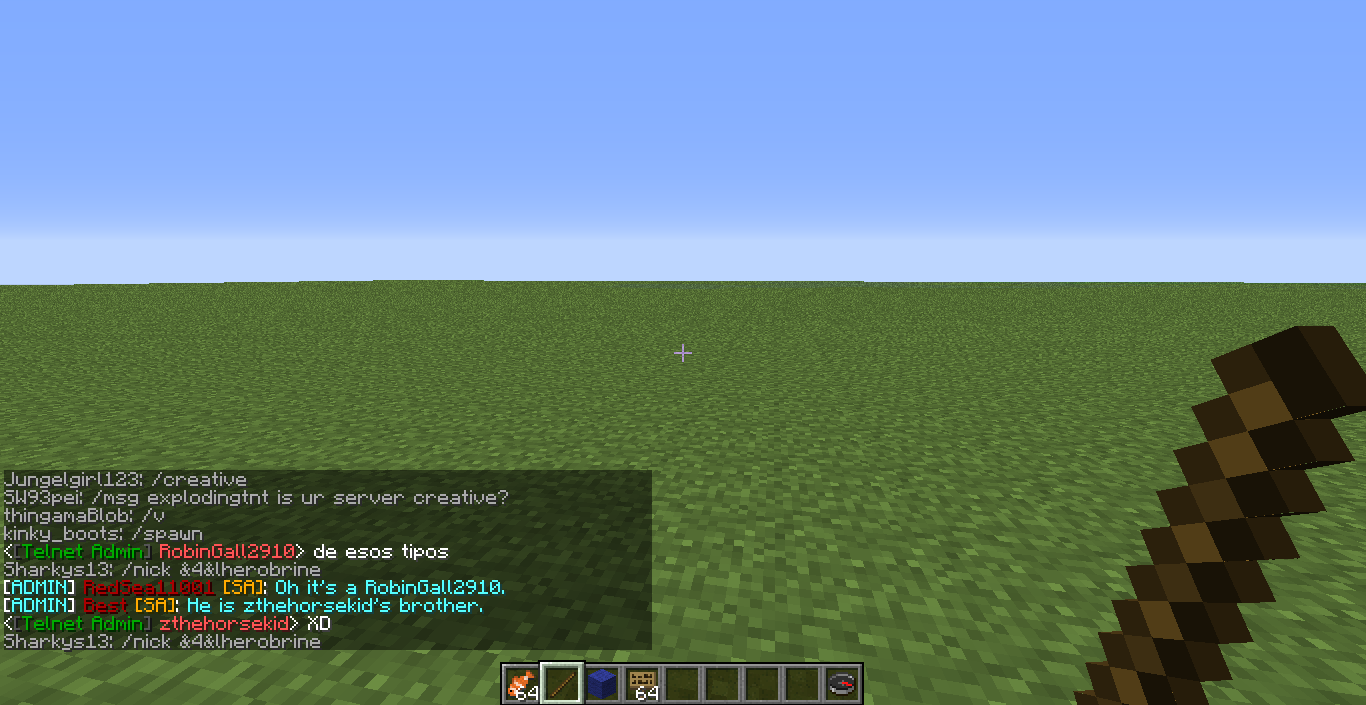 Jungelgirl123: /creative
SW93pei: /msg explodingtnt is ur server creative?
thingamaBlob: /v
kinky_boots: /spawn
<[Telnet Admin] RobinGall2910> de esos tipos
Sharkys13: /nick &4&lherobrine
[ADMIN] RedSea11001 [SA]: Oh it's a RobinGall2910.
[ADMIN] Best [SA]: He is zthehorsekid's brother.
<[Telnet Admin] zthehorsekid> XD
Sharkys13: /nick &4&lherobrine
64 64